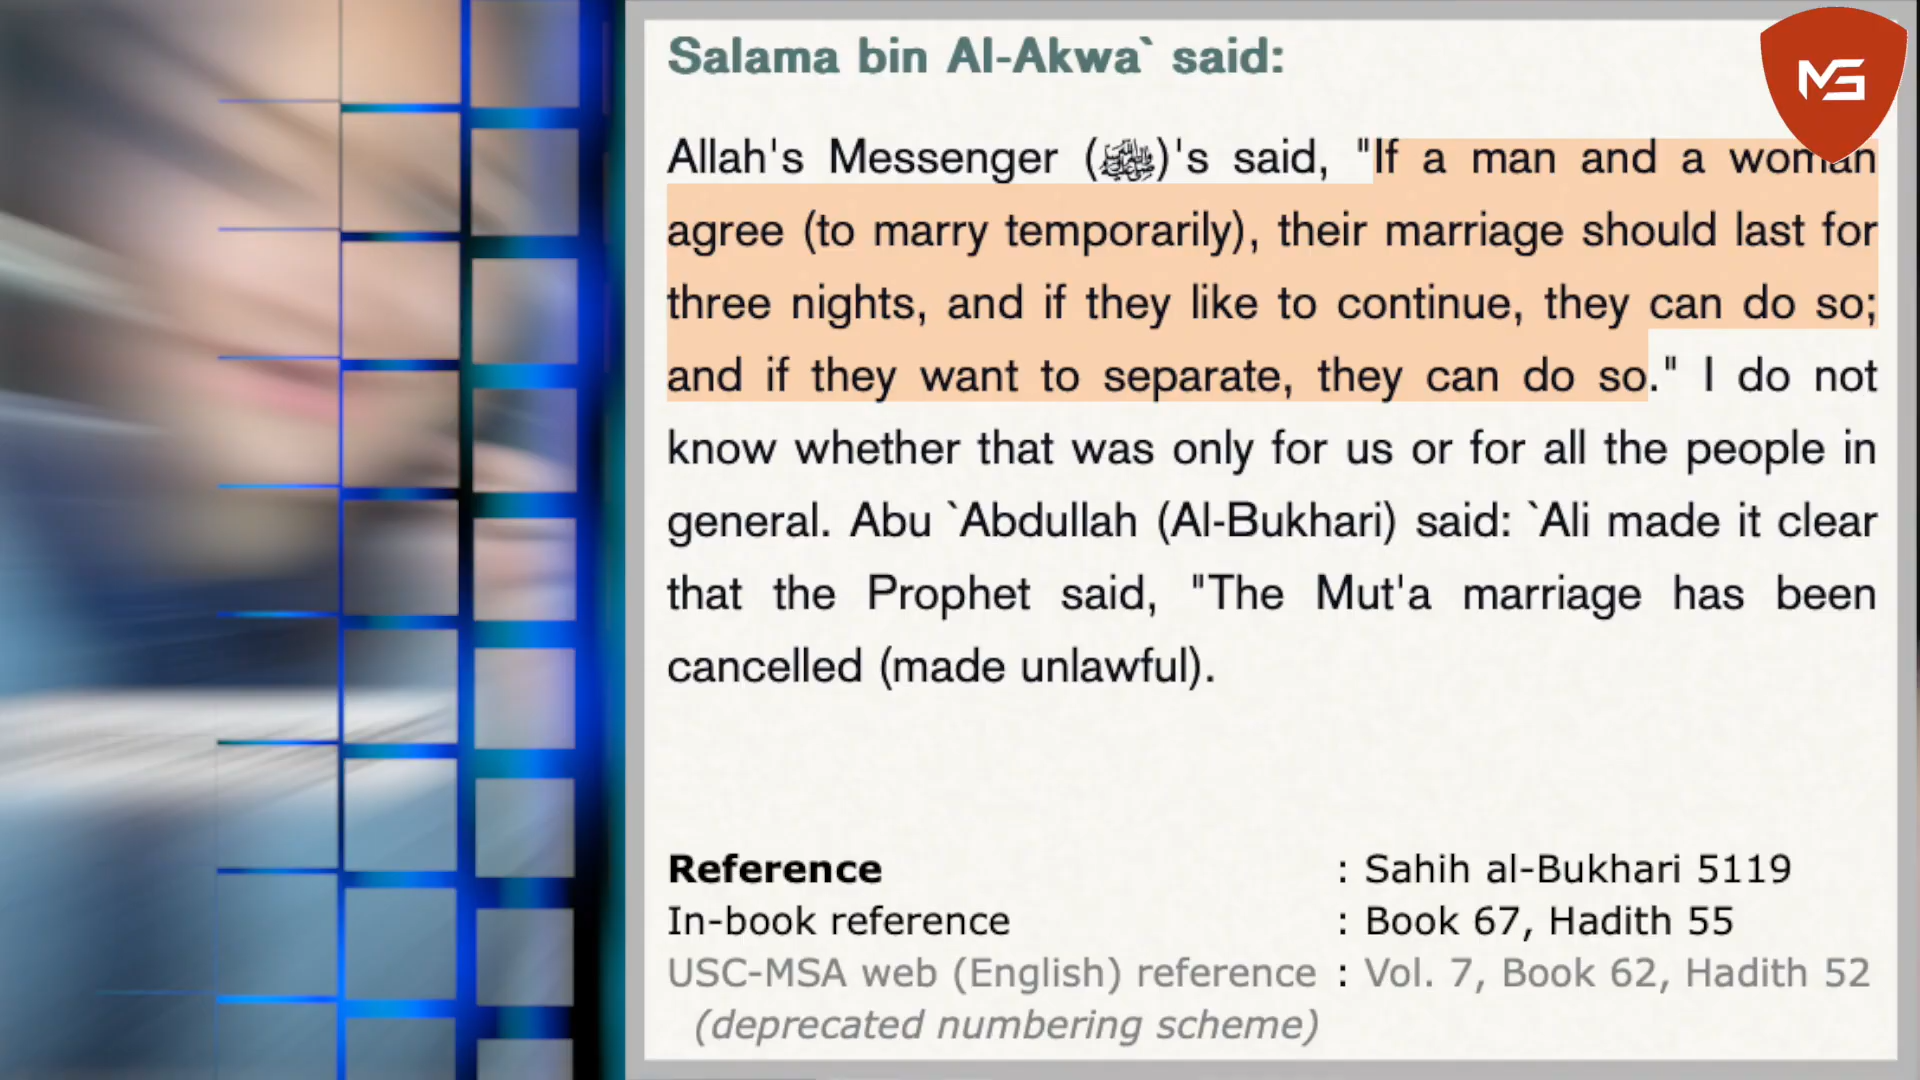 Salama bin Al-Akwa` said:
MS
Allah's Messenger (ﷺ)'s said, "If a man and a woman
agree (to marry temporarily), their marriage should last for
three nights, and if they like to continue, they can do so;
and if they want to separate, they can do so." I do not
know whether that was only for us or for all the people in
general. Abu `Abdullah (Al-Bukhari) said: `Ali made it clear
that the Prophet said, "The Mut'a marriage has been
cancelled (made unlawful).
Reference : Sahih al-Bukhari 5119
In-book reference : Book 67, Hadith 55
USC-MSA web (English) reference : Vol. 7, Book 62, Hadith 52
(deprecated numbering scheme)